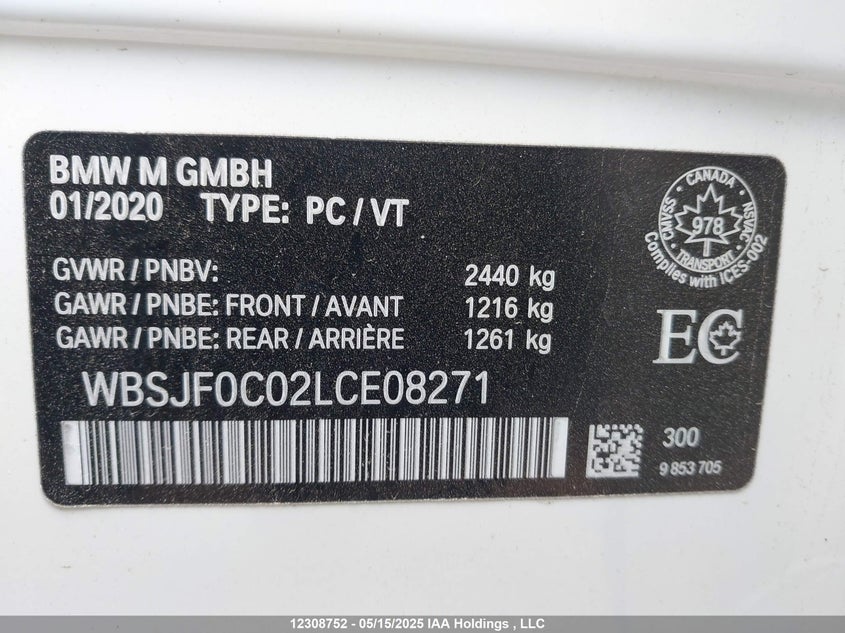 BMW M GMBH
01/2020 TYPE: PC / VT
GVWR / PNBV: 2440 kg
GAWR / PNBE: FRONT / AVANT 1216 kg
GAWR / PNBE: REAR / ARRIÈRE 1261 kg
WBSJF0C02LCE08271
300
9 853 705
CANADA
CMVSS 978 NSVAC
TRANSPORT
Complies with ICES-002
EC
12308752 - 05/15/2025 IAA Holdings , LLC